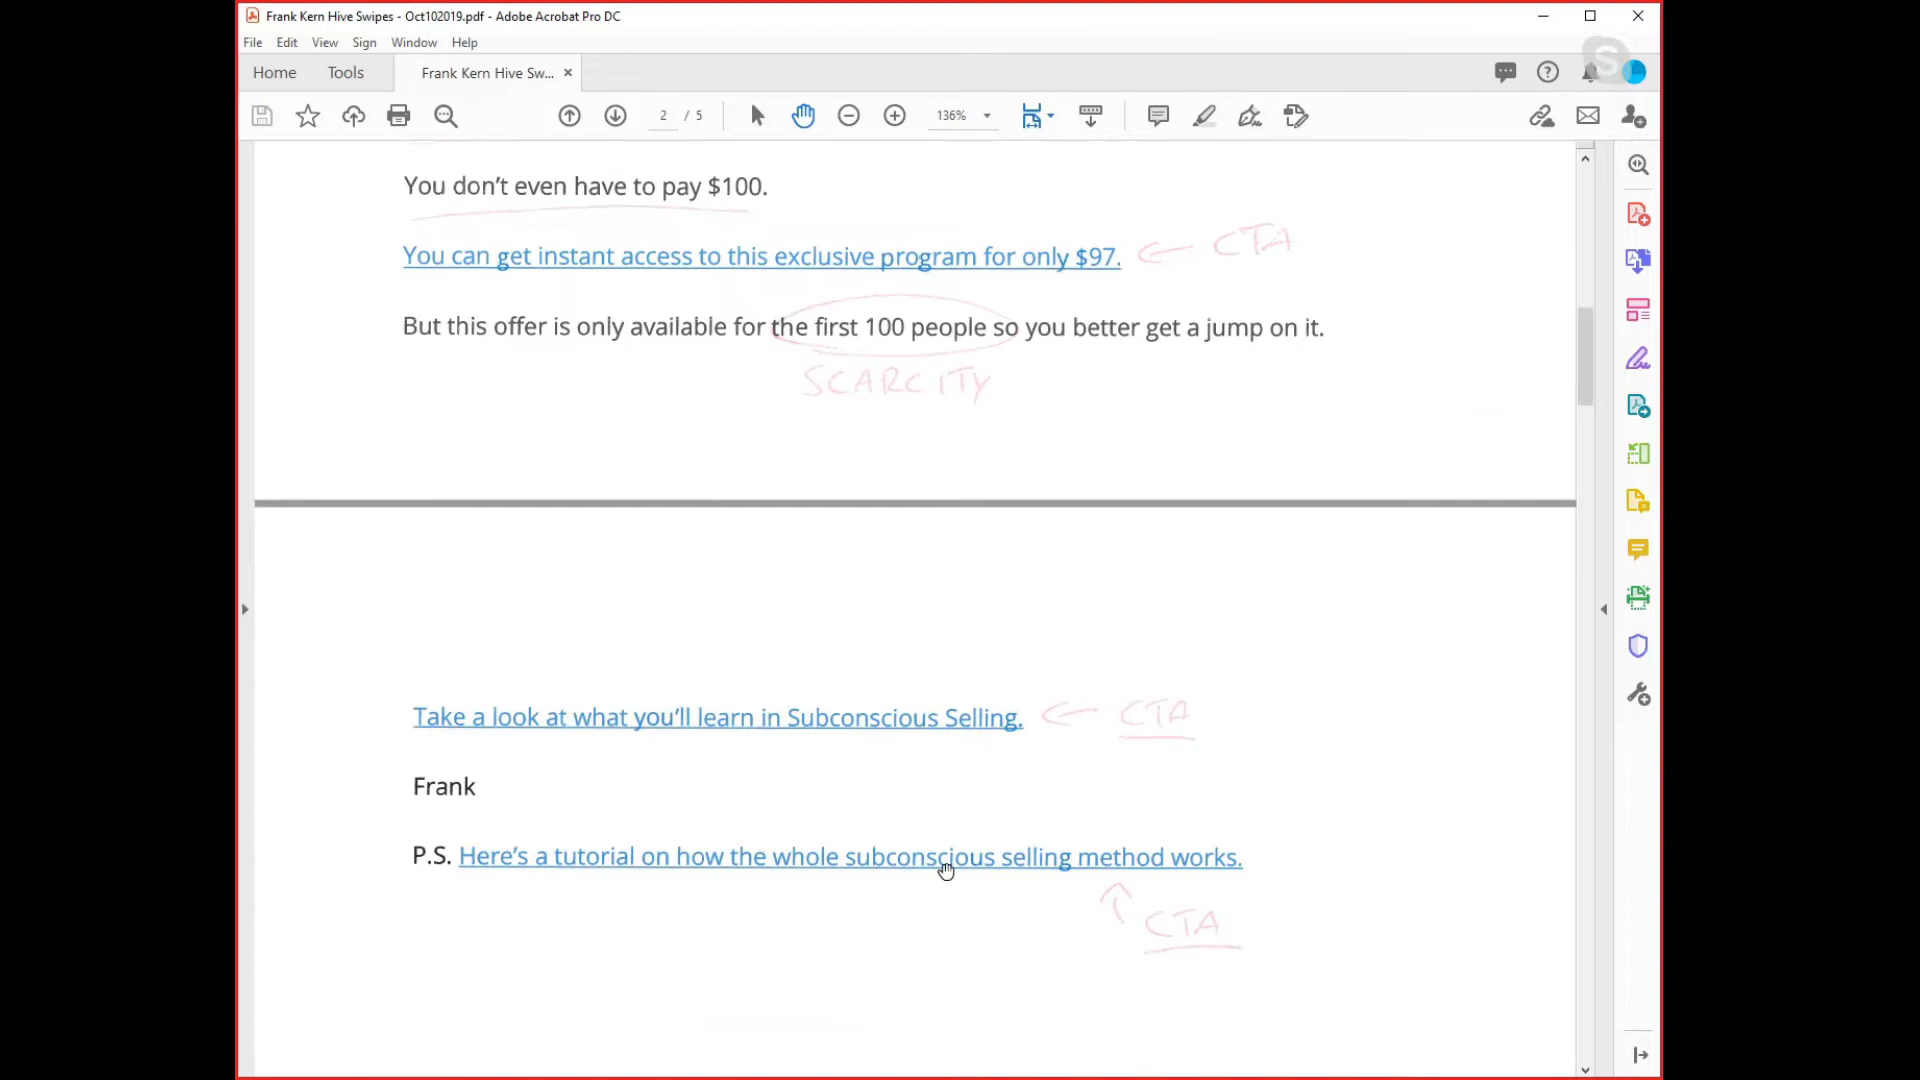 Frank Kern Hive Swipes - Oct102019.pdf - Adobe Acrobat Pro DC
File Edit View Sign Window Help
Home Tools Frank Kern Hive Sw... ×
2 / 5 136%
You don't even have to pay $100.
You can get instant access to this exclusive program for only $97. ← CTA
But this offer is only available for the first 100 people so you better get a jump on it.
SCARCITY
Take a look at what you'll learn in Subconscious Selling. ← CTA
Frank
P.S. Here's a tutorial on how the whole subconscious selling method works.
↑ CTA